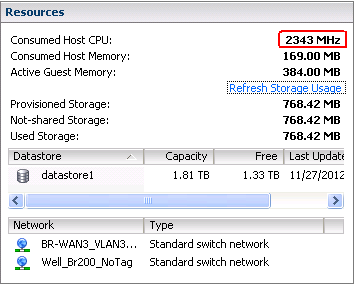 Resources
Consumed Host CPU: 2343 MHz
Consumed Host Memory: 169.00 MB
Active Guest Memory: 384.00 MB
Refresh Storage Usage
Provisioned Storage: 768.42 MB
Not-shared Storage: 768.42 MB
Used Storage: 768.42 MB
Datastore Capacity Free Last Update
datastore1 1.81 TB 1.33 TB 11/27/2012
Network Type
BR-WAN3_VLAN3... Standard switch network
Well_Br200_NoTag Standard switch network